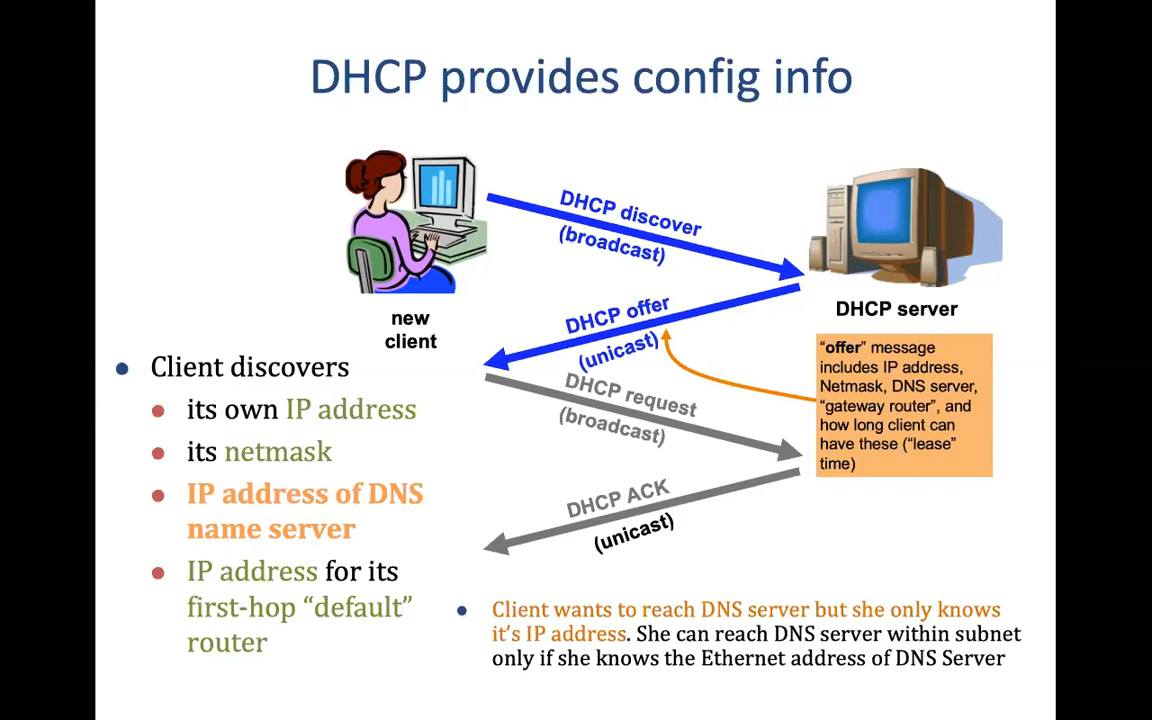 DHCP provides config info
DHCP discover
(broadcast)
DHCP offer
(unicast)
DHCP request
(broadcast)
DHCP ACK
(unicast)
new
client
DHCP server
“offer” message
includes IP address,
Netmask, DNS server,
“gateway router”, and
how long client can
have these (“lease”
time)
Client discovers
its own IP address
its netmask
IP address of DNS
name server
IP address for its
first-hop “default”
router
Client wants to reach DNS server but she only knows
it’s IP address. She can reach DNS server within subnet
only if she knows the Ethernet address of DNS Server